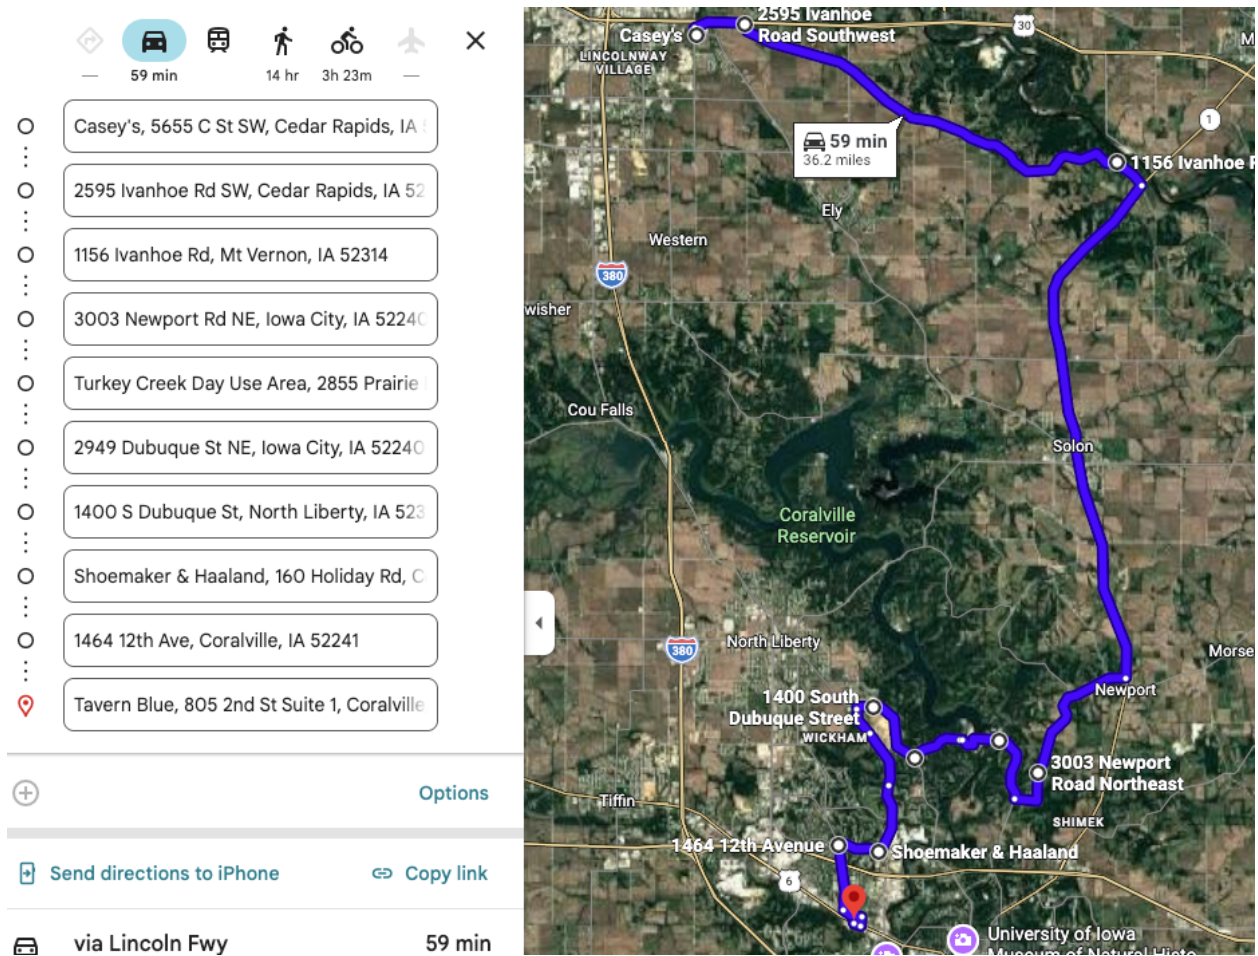 —
59 min
14 hr
3h 23m
—
Casey's, 5655 C St SW, Cedar Rapids, IA 5
2595 Ivanhoe Rd SW, Cedar Rapids, IA 52
1156 Ivanhoe Rd, Mt Vernon, IA 52314
3003 Newport Rd NE, Iowa City, IA 52240
Turkey Creek Day Use Area, 2855 Prairie
2949 Dubuque St NE, Iowa City, IA 52240
1400 S Dubuque St, North Liberty, IA 523
Shoemaker & Haaland, 160 Holiday Rd, C
1464 12th Ave, Coralville, IA 52241
Tavern Blue, 805 2nd St Suite 1, Coralville
Options
Send directions to iPhone
Copy link
via Lincoln Fwy
59 min
2595 Ivanhoe
Road Southwest
Casey's
30
LINCOLNWAY
VILLAGE
M
1
59 min
36.2 miles
1156 Ivanhoe R
Ely
Western
380
wisher
Cou Falls
Solon
Coralville
Reservoir
North Liberty
380
Morse
Newport
1400 South
Dubuque Street
WICKHAM
3003 Newport
Road Northeast
Tiffin
SHIMEK
1464 12th Avenue
Shoemaker & Haaland
6
University of Iowa
Museum of Natural Histo